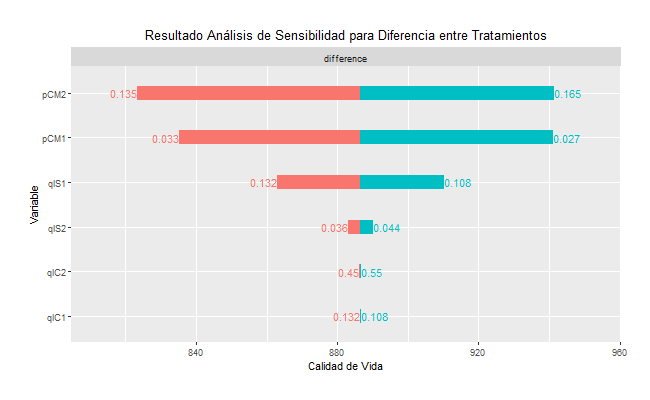 Resultado Análisis de Sensibilidad para Diferencia entre Tratamientos
difference
pCM2 0.135 0.165
pCM1 0.033 0.027
qIS1 0.132 0.108
qIS2 0.036 0.044
qIC2 0.45 0.55
qIC1 0.132 0.108
Variable
840 880 920 960
Calidad de Vida